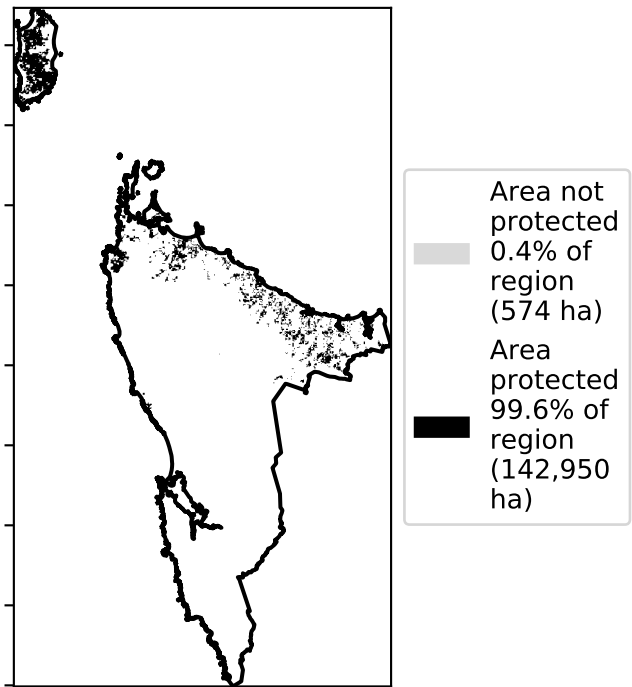 Area not
protected
0.4% of
region
(574 ha)
Area
protected
99.6% of
region
(142,950
ha)